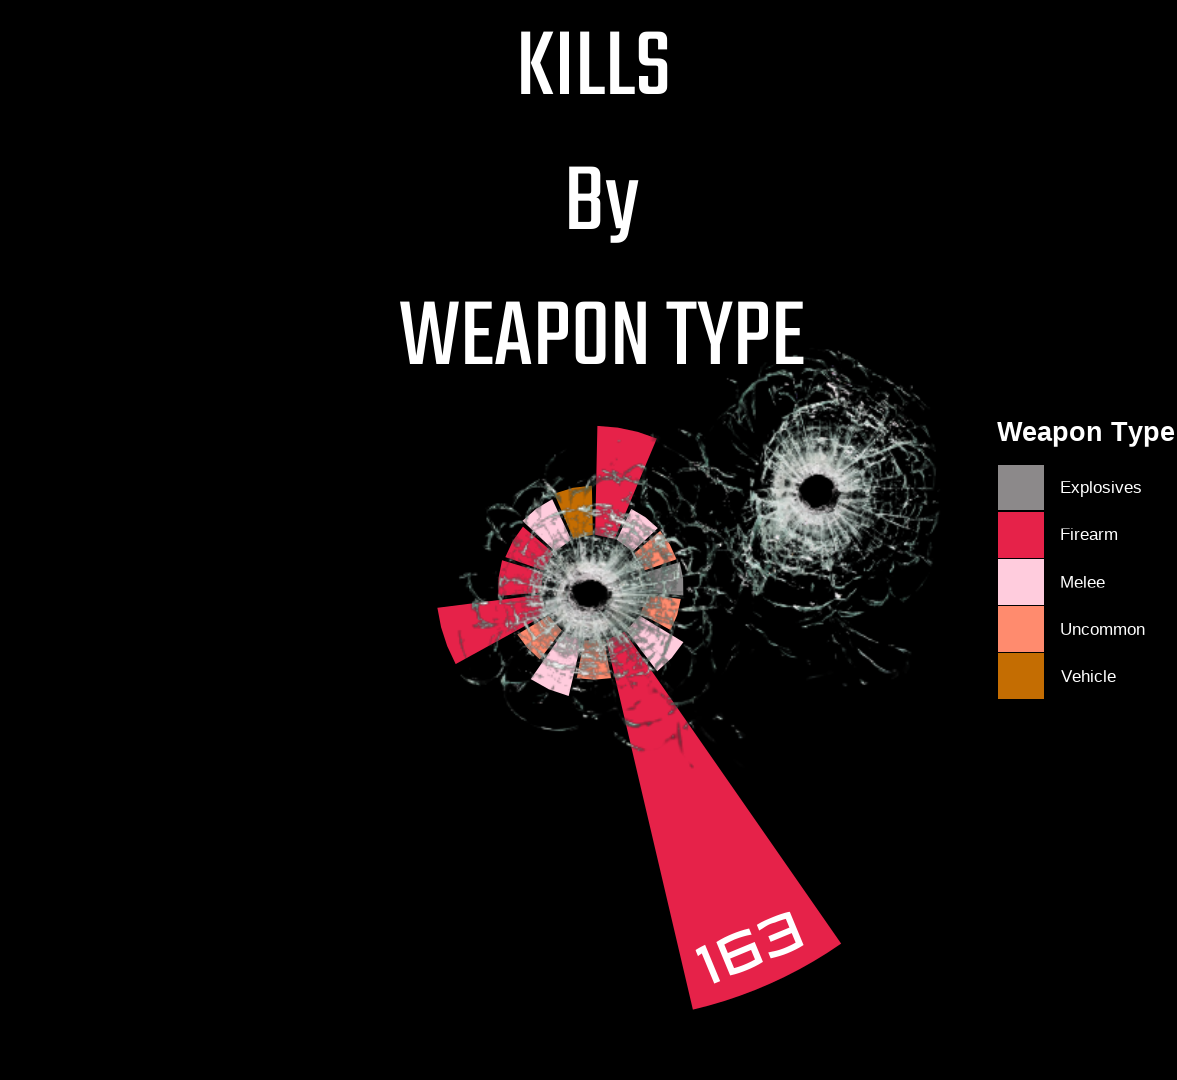 KILLS
By
WEAPON TYPE
Weapon Type
Explosives
Firearm
Melee
Uncommon
Vehicle
163